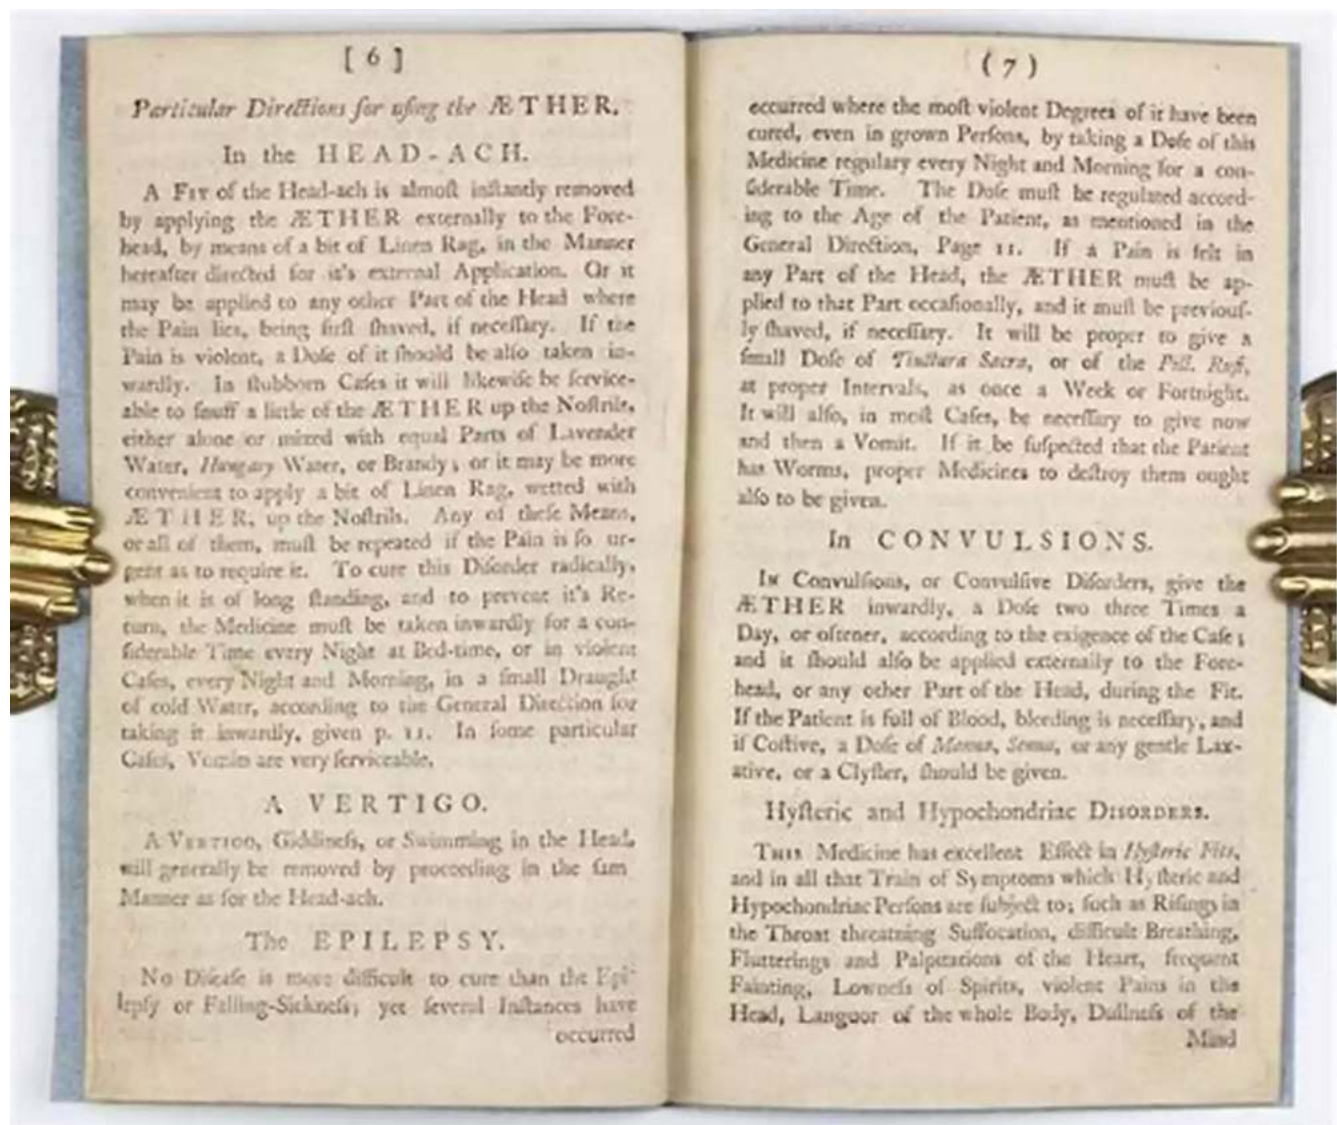 [ 6 ]
Particular Directions for uſing the ÆTHER.
In the HEAD-ACH.
A FIT of the Head-ach is almoſt inſtantly removed
by applying the ÆTHER externally to the Fore-
head, by means of a bit of Linen Rag, in the Manner
hereafter directed for it's external Application. Or it
may be applied to any other Part of the Head where
the Pain lies, being firſt ſhaved, if neceſſary. If the
Pain is violent, a Doſe of it ſhould be alſo taken in-
wardly. In ſtubborn Caſes it will likewiſe be ſervice-
able to ſnuff a little of the ÆTHER up the Noſtrils,
either alone or mixed with equal Parts of Lavender
Water, Hungary Water, or Brandy; or it may be more
convenient to apply a bit of Linen Rag, wetted with
ÆTHER, up the Noſtrils. Any of theſe Means,
or all of them, muſt be repeated if the Pain is ſo ur-
gent as to require it. To cure this Diſorder radically,
when it is of long ſtanding, and to prevent it's Re-
turn, the Medicine muſt be taken inwardly for a con-
ſiderable Time every Night at Bed-time, or in violent
Caſes, every Night and Morning, in a ſmall Draught
of cold Water, according to the General Direction for
taking it inwardly, given p. 11. In ſome particular
Caſes, Vomits are very ſerviceable.
A VERTIGO.
A VERTIGO, Giddineſs, or Swimming in the Head,
will generally be removed by proceeding in the ſam
Manner as for the Head-ach.
The EPILEPSY.
No Diſeaſe is more difficult to cure than the Epi-
lepſy or Falling-Sickneſs; yet ſeveral Inſtances have
occurred
( 7 )
occurred where the moſt violent Degrees of it have been
cured, even in grown Perſons, by taking a Doſe of this
Medicine regulary every Night and Morning for a con-
ſiderable Time. The Doſe muſt be regulated accord-
ing to the Age of the Patient, as mentioned in the
General Direction, Page 11. If a Pain is felt in
any Part of the Head, the ÆTHER muſt be ap-
plied to that Part occaſionally, and it muſt be previouſ-
ly ſhaved, if neceſſary. It will be proper to give a
ſmall Doſe of Tinctura Sacra, or of the Pill. Rufi,
at proper Intervals, as once a Week or Fortnight.
It will alſo, in moſt Caſes, be neceſſary to give now
and then a Vomit. If it be ſuſpected that the Patient
has Worms, proper Medicines to deſtroy them ought
alſo to be given.
In CONVULSIONS.
IN Convulſions, or Convulſive Diſorders, give the
ÆTHER inwardly, a Doſe two three Times a
Day, or oftener, according to the exigence of the Caſe;
and it ſhould alſo be applied externally to the Fore-
head, or any other Part of the Head, during the Fit.
If the Patient is full of Blood, bleeding is neceſſary, and
if Coſtive, a Doſe of Manna, Senna, or any gentle Lax-
ative, or a Clyſter, ſhould be given.
Hyſteric and Hypochondriac DISORDERS.
THIS Medicine has excellent Effect in Hyſteric Fits,
and in all that Train of Symptoms which Hyſteric and
Hypochondriac Perſons are ſubject to; ſuch as Riſings in
the Throat threatning Suffocation, difficult Breathing,
Flutterings and Palpitations of the Heart, frequent
Fainting, Lowneſs of Spirits, violent Pains in the
Head, Languor of the whole Body, Dullneſs of the
Mind